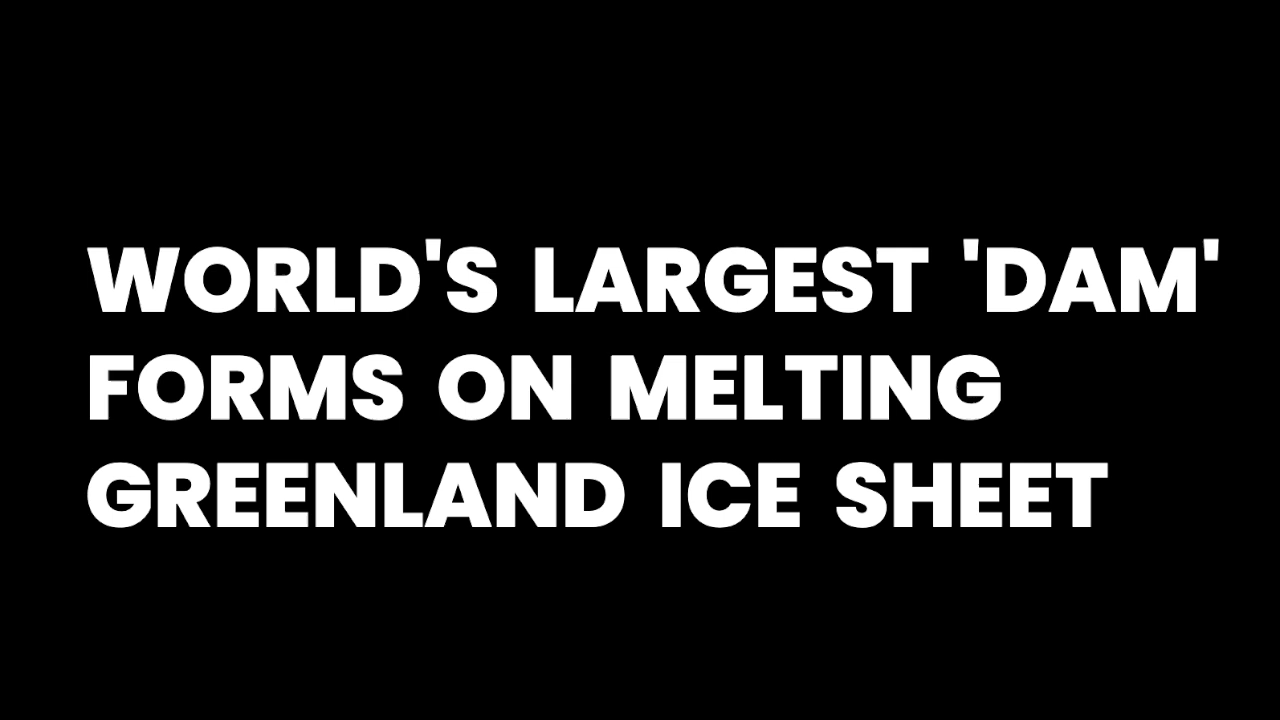 WORLD'S LARGEST 'DAM'
FORMS ON MELTING
GREENLAND ICE SHEET